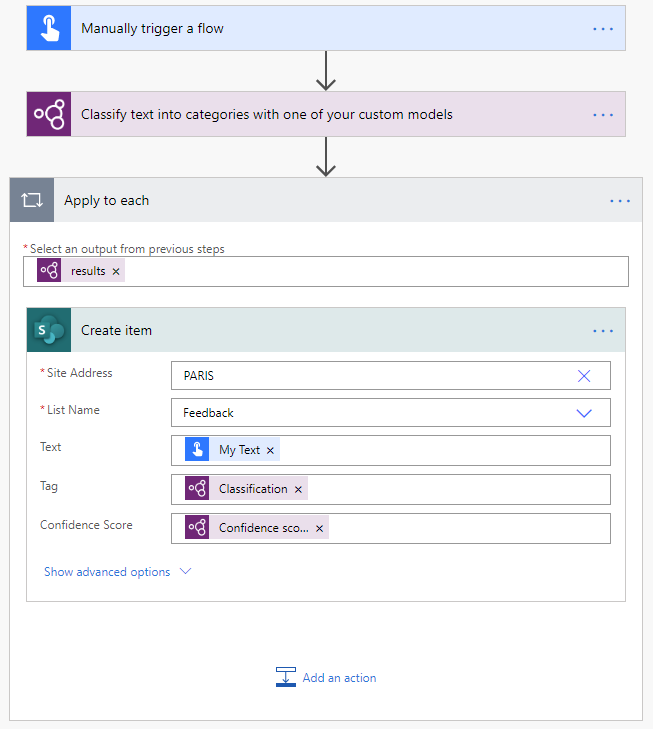 Manually trigger a flow
Classify text into categories with one of your custom models
Apply to each
* Select an output from previous steps
results ×
S
Create item
* Site Address PARIS
* List Name Feedback
Text My Text ×
Tag Classification ×
Confidence Score Confidence sco... ×
Show advanced options
Add an action